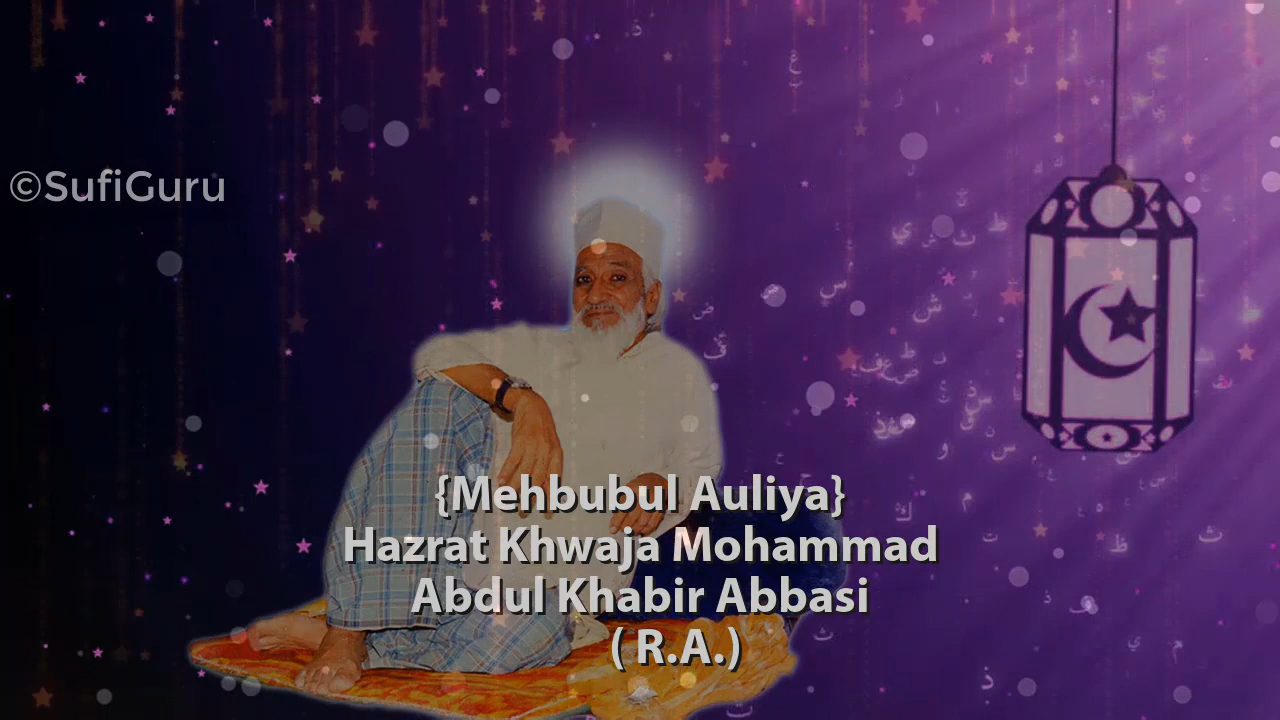 ©SufiGuru
{Mehbubul Auliya}
Hazrat Khwaja Mohammad
Abdul Khabir Abbasi
( R.A.)